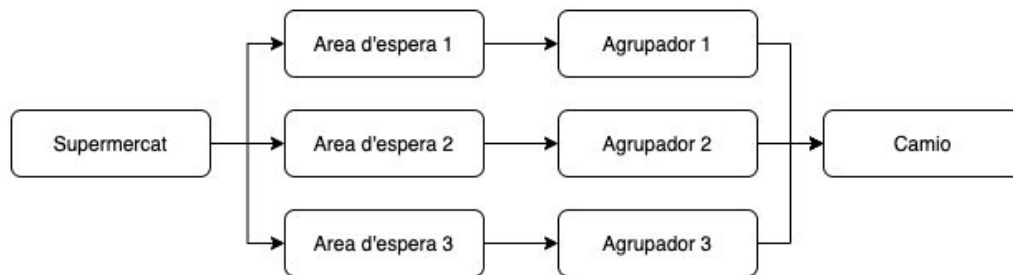 Area d'espera 1
Agrupador 1
Supermercat
Area d'espera 2
Agrupador 2
Camio
Area d'espera 3
Agrupador 3